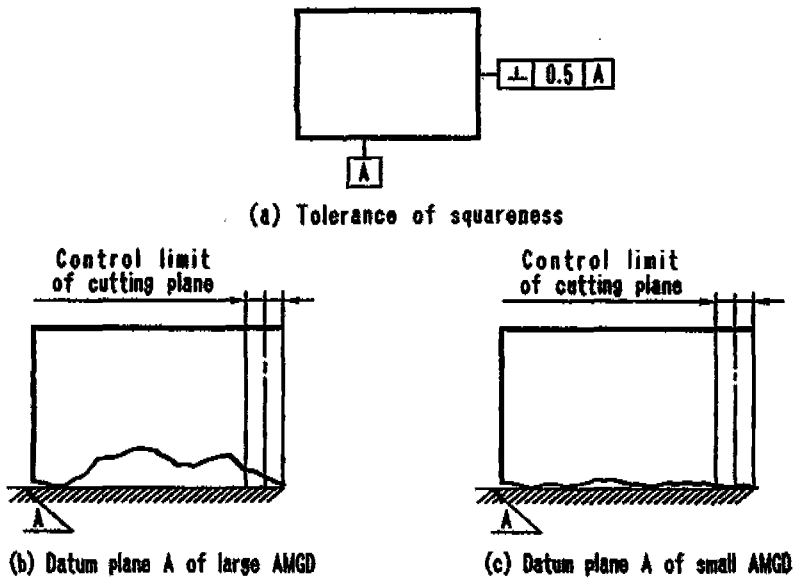 ⊥ 0.5 A
A
(a) Tolerance of squareness
Control limit
of cutting plane
Control limit
of cutting plane
A
A
(b) Datum plane A of large AMGD
(c) Datum plane A of small AMGD